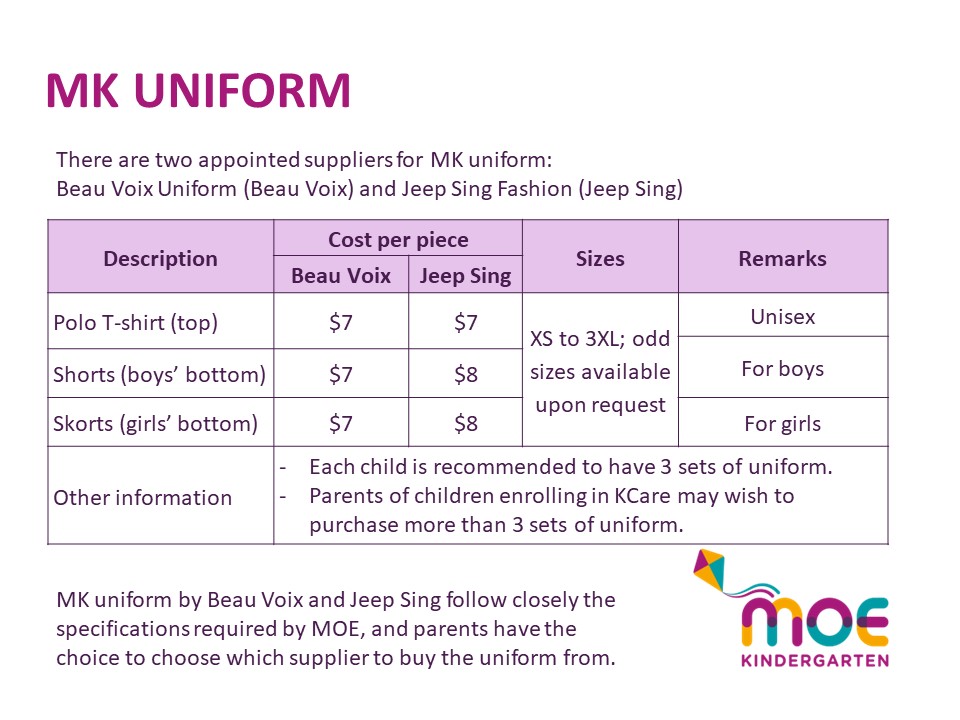 MK UNIFORM
There are two appointed suppliers for MK uniform:
Beau Voix Uniform (Beau Voix) and Jeep Sing Fashion (Jeep Sing)
Description
Cost per piece
Sizes
Remarks
Beau Voix
Jeep Sing
Polo T-shirt (top)
$7
$7
XS to 3XL; odd
sizes available
upon request
Unisex
Shorts (boys’ bottom)
$7
$8
For boys
Skorts (girls’ bottom)
$7
$8
For girls
Other information
- Each child is recommended to have 3 sets of uniform.
- Parents of children enrolling in KCare may wish to
purchase more than 3 sets of uniform.
MK uniform by Beau Voix and Jeep Sing follow closely the
specifications required by MOE, and parents have the
choice to choose which supplier to buy the uniform from.
moe
KINDERGARTEN